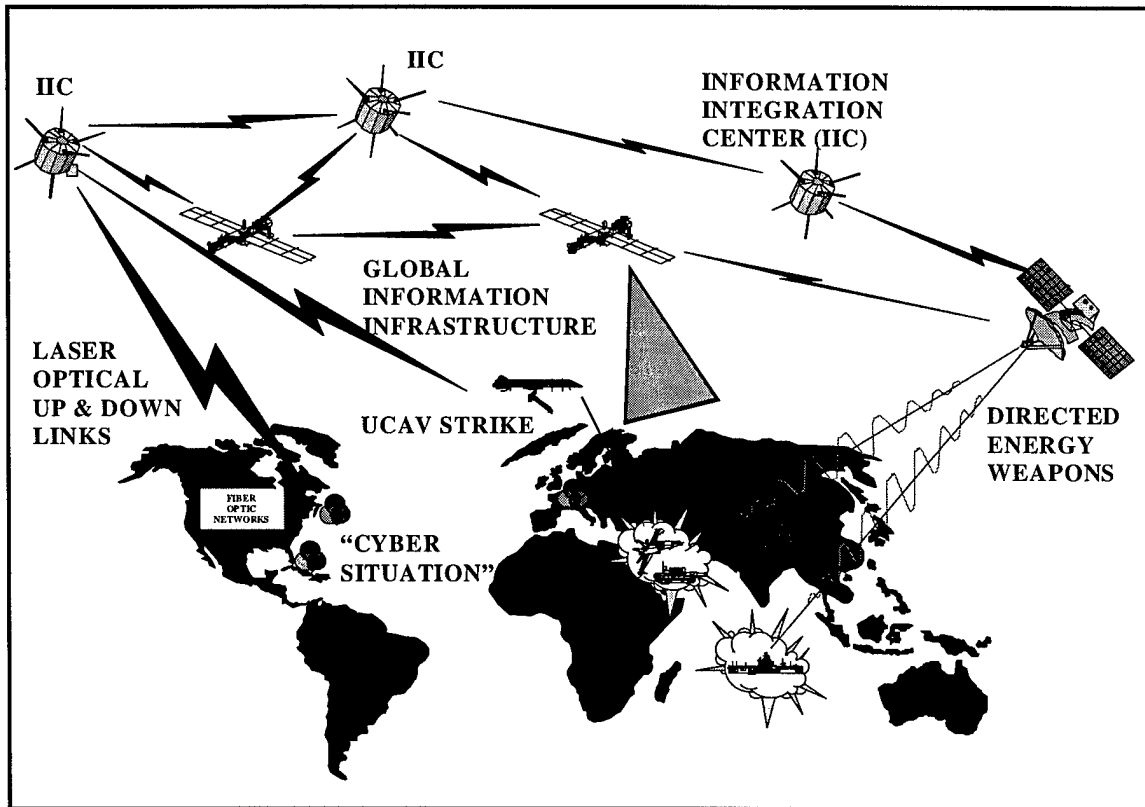 IIC
IIC
INFORMATION
INTEGRATION
CENTER (IIC)
GLOBAL
INFORMATION
INFRASTRUCTURE
LASER
OPTICAL
UP & DOWN
LINKS
UCAV STRIKE
DIRECTED
ENERGY
WEAPONS
FIBER
OPTIC
NETWORKS
“CYBER
SITUATION”